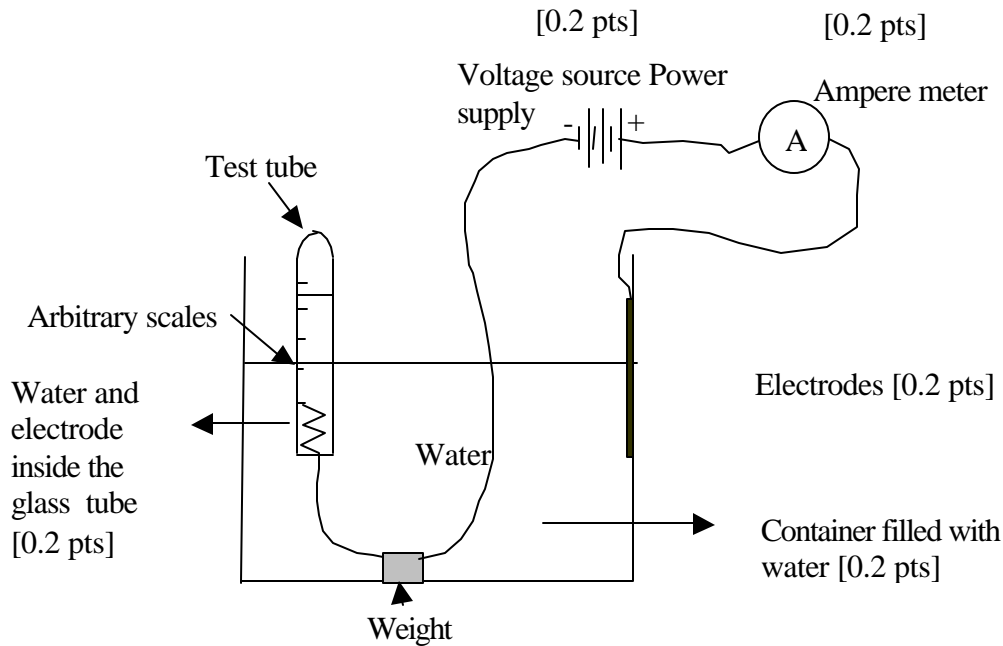 [0.2 pts]
[0.2 pts]
Voltage source Power
supply
Ampere meter
- +
A
Test tube
Arbitrary scales
Water and
electrode
inside the
glass tube
[0.2 pts]
Electrodes [0.2 pts]
Water
Container filled with
water [0.2 pts]
Weight